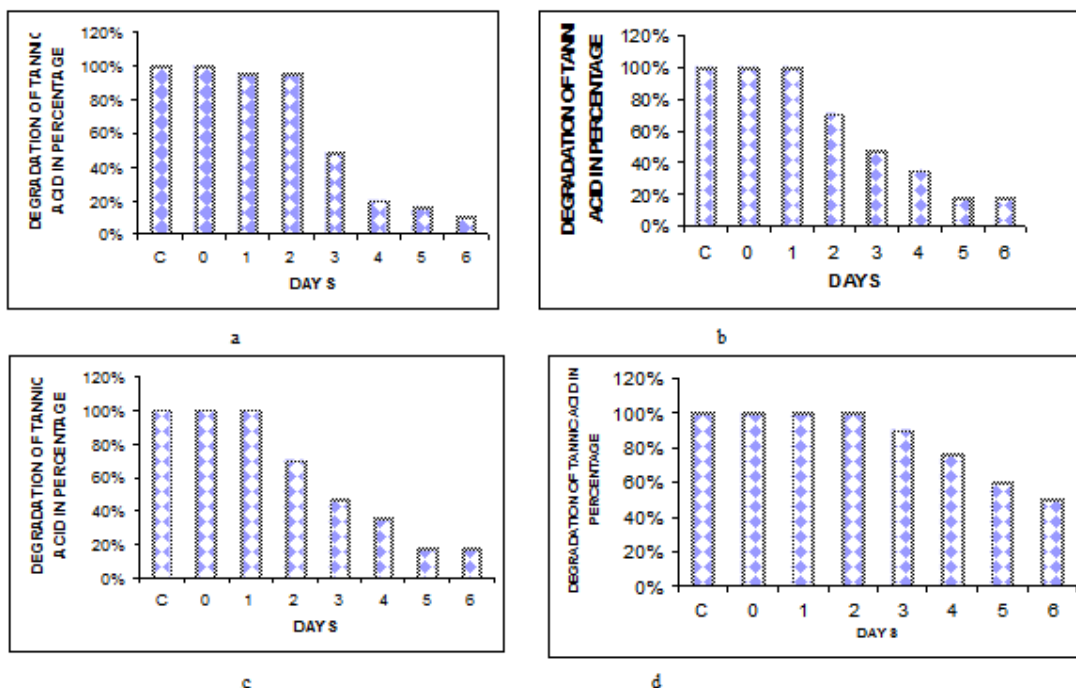 DEGRADATION OF TANNIC
ACID IN PERCENTAGE
120%
100%
80%
60%
40%
20%
0%
C 0 1 2 3 4 5 6
DAYS
a
DEGRADATION OF TANNI
ACID IN PERCENTAGE
120%
100%
80%
60%
40%
20%
0%
C 0 1 2 3 4 5 6
DAYS
b
DEGRADATION OF TANNIC
ACID IN PERCENTAGE
120%
100%
80%
60%
40%
20%
0%
C 0 1 2 3 4 5 6
DAYS
c
DEGRADATION OF TANNIC ACID IN
PERCENTAGE
120%
100%
80%
60%
40%
20%
0%
C 0 1 2 3 4 5 6
DAYS
d